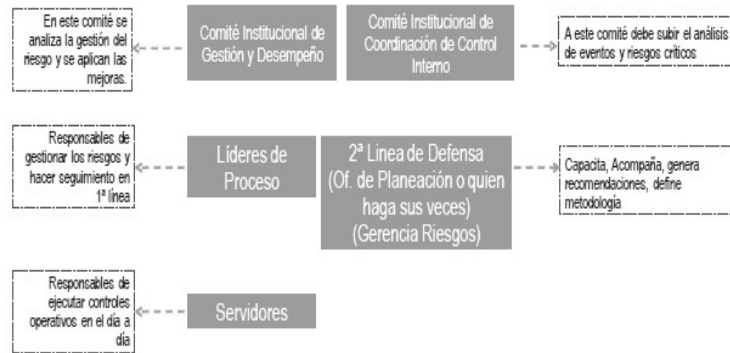 En este comité se
analiza la gestión del
riesgo y se aplican las
mejoras.
Comité Institucional de
Gestión y Desempeño
Comité Institucional de
Coordinación de Control
Interno
A este comité debe subir el análisis
de eventos y riesgos críticos
Responsables de
gestionar los riesgos y
hacer seguimiento en
1ª línea
Líderes de
Proceso
2ª Linea de Defensa
(Of. de Planeación o quien
haga sus veces)
(Gerencia Riesgos)
Capacita, Acompaña, genera
recomendaciones, define
metodología
Responsables de
ejecutar controles
operativos en el día a
día
Servidores